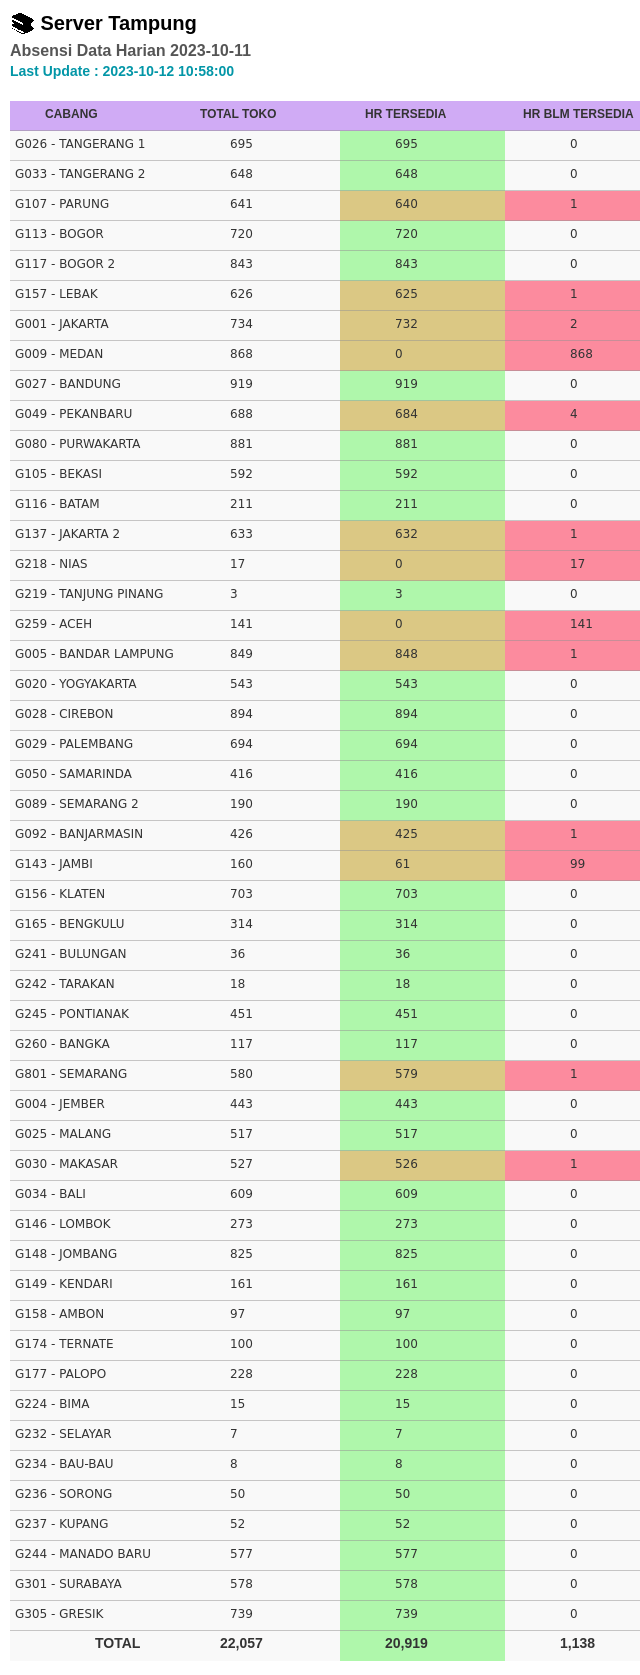 Server Tampung
Absensi Data Harian 2023-10-11
Last Update : 2023-10-12 10:58:00
CABANG TOTAL TOKO HR TERSEDIA HR BLM TERSEDIA
G026 - TANGERANG 1 695 695 0
G033 - TANGERANG 2 648 648 0
G107 - PARUNG 641 640 1
G113 - BOGOR 720 720 0
G117 - BOGOR 2 843 843 0
G157 - LEBAK 626 625 1
G001 - JAKARTA 734 732 2
G009 - MEDAN 868 0 868
G027 - BANDUNG 919 919 0
G049 - PEKANBARU 688 684 4
G080 - PURWAKARTA 881 881 0
G105 - BEKASI 592 592 0
G116 - BATAM 211 211 0
G137 - JAKARTA 2 633 632 1
G218 - NIAS 17 0 17
G219 - TANJUNG PINANG 3 3 0
G259 - ACEH 141 0 141
G005 - BANDAR LAMPUNG 849 848 1
G020 - YOGYAKARTA 543 543 0
G028 - CIREBON 894 894 0
G029 - PALEMBANG 694 694 0
G050 - SAMARINDA 416 416 0
G089 - SEMARANG 2 190 190 0
G092 - BANJARMASIN 426 425 1
G143 - JAMBI 160 61 99
G156 - KLATEN 703 703 0
G165 - BENGKULU 314 314 0
G241 - BULUNGAN 36 36 0
G242 - TARAKAN 18 18 0
G245 - PONTIANAK 451 451 0
G260 - BANGKA 117 117 0
G801 - SEMARANG 580 579 1
G004 - JEMBER 443 443 0
G025 - MALANG 517 517 0
G030 - MAKASAR 527 526 1
G034 - BALI 609 609 0
G146 - LOMBOK 273 273 0
G148 - JOMBANG 825 825 0
G149 - KENDARI 161 161 0
G158 - AMBON 97 97 0
G174 - TERNATE 100 100 0
G177 - PALOPO 228 228 0
G224 - BIMA 15 15 0
G232 - SELAYAR 7 7 0
G234 - BAU-BAU 8 8 0
G236 - SORONG 50 50 0
G237 - KUPANG 52 52 0
G244 - MANADO BARU 577 577 0
G301 - SURABAYA 578 578 0
G305 - GRESIK 739 739 0
TOTAL 22,057 20,919 1,138